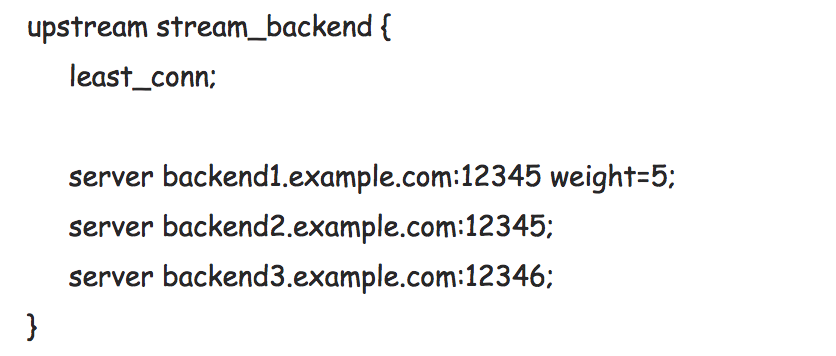 upstream stream_backend {
least_conn;
server backend1.example.com:12345 weight=5;
server backend2.example.com:12345;
server backend3.example.com:12346;
}